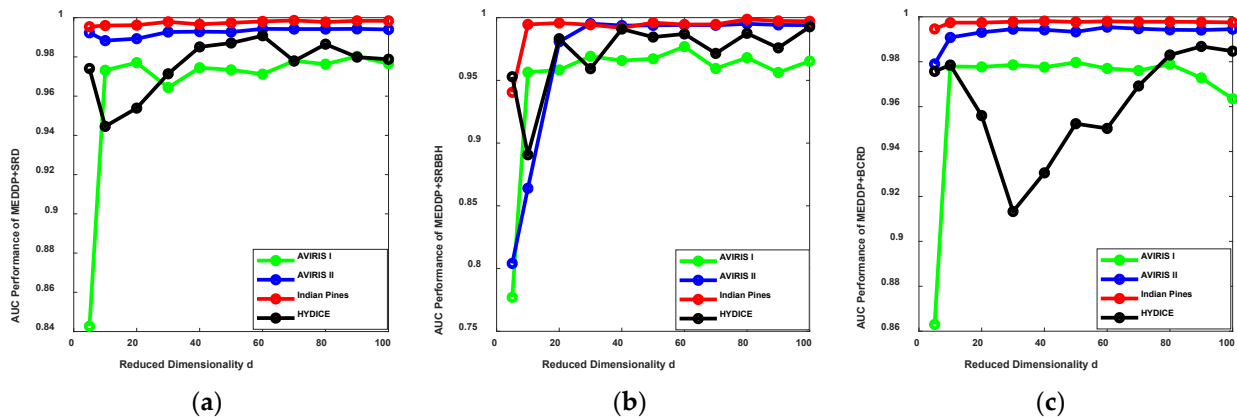 AUC Performance of MEDDP+SRD
1
0.98
0.96
0.94
0.92
0.9
0.88
0.86
0.84
0
20
40
60
80
100
Reduced Dimensionality d
AVIRIS I
AVIRIS II
Indian Pines
HYDICE
(a)
AUC Performance of MEDDP+SRBBH
1
0.95
0.9
0.85
0.8
0.75
0
20
40
60
80
100
Reduced Dimensionality d
AVIRIS I
AVIRIS II
Indian Pines
HYDICE
(b)
AUC Performance of MEDDP+BCRD
1
0.98
0.96
0.94
0.92
0.9
0.88
0.86
0
20
40
60
80
100
Reduced Dimensionality d
AVIRIS I
AVIRIS II
Indian Pines
HYDICE
(c)